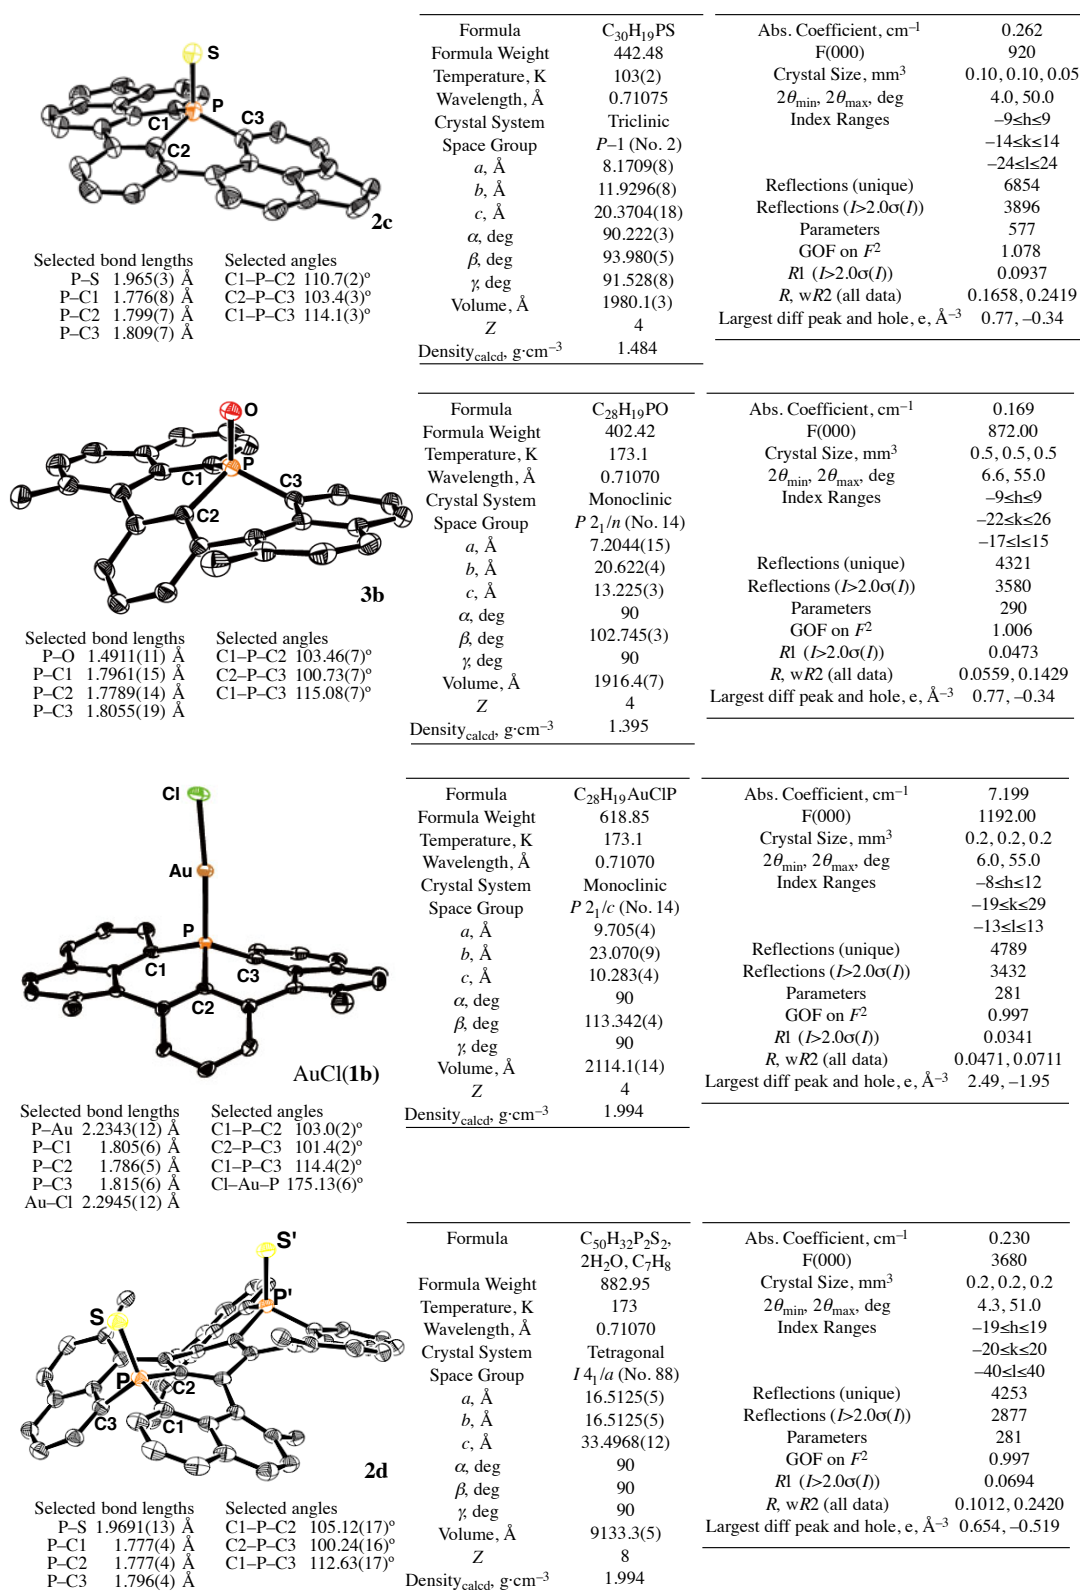 S
P
C1
C3
C2
2c
Selected bond lengths Selected angles
P–S 1.965(3) Å C1–P–C2 110.7(2)º
P–C1 1.776(8) Å C2–P–C3 103.4(3)º
P–C2 1.799(7) Å C1–P–C3 114.1(3)º
P–C3 1.809(7) Å
Formula C30H19PS
Formula Weight 442.48
Temperature, K 103(2)
Wavelength, Å 0.71075
Crystal System Triclinic
Space Group P–1 (No. 2)
a, Å 8.1709(8)
b, Å 11.9296(8)
c, Å 20.3704(18)
α, deg 90.222(3)
β, deg 93.980(5)
γ, deg 91.528(8)
Volume, Å 1980.1(3)
Z 4
Densitycalcd, g·cm–3 1.484
Abs. Coefficient, cm–1 0.262
F(000) 920
Crystal Size, mm3 0.10, 0.10, 0.05
2θmin, 2θmax, deg 4.0, 50.0
Index Ranges –9≤h≤9
–14≤k≤14
–24≤l≤24
Reflections (unique) 6854
Reflections (I>2.0σ(I)) 3896
Parameters 577
GOF on F2 1.078
R1 (I>2.0σ(I)) 0.0937
R, wR2 (all data) 0.1658, 0.2419
Largest diff peak and hole, e, Å–3 0.77, –0.34
O
P
C1
C3
C2
3b
Selected bond lengths Selected angles
P–O 1.4911(11) Å C1–P–C2 103.46(7)º
P–C1 1.7961(15) Å C2–P–C3 100.73(7)º
P–C2 1.7789(14) Å C1–P–C3 115.08(7)º
P–C3 1.8055(19) Å
Formula C28H19PO
Formula Weight 402.42
Temperature, K 173.1
Wavelength, Å 0.71070
Crystal System Monoclinic
Space Group P 21/n (No. 14)
a, Å 7.2044(15)
b, Å 20.622(4)
c, Å 13.225(3)
α, deg 90
β, deg 102.745(3)
γ, deg 90
Volume, Å 1916.4(7)
Z 4
Densitycalcd, g·cm–3 1.395
Abs. Coefficient, cm–1 0.169
F(000) 872.00
Crystal Size, mm3 0.5, 0.5, 0.5
2θmin, 2θmax, deg 6.6, 55.0
Index Ranges –9≤h≤9
–22≤k≤26
–17≤l≤15
Reflections (unique) 4321
Reflections (I>2.0σ(I)) 3580
Parameters 290
GOF on F2 1.006
R1 (I>2.0σ(I)) 0.0473
R, wR2 (all data) 0.0559, 0.1429
Largest diff peak and hole, e, Å–3 0.77, –0.34
Cl
Au
P
C1
C3
C2
AuCl(1b)
Selected bond lengths Selected angles
P–Au 2.2343(12) Å C1–P–C2 103.0(2)º
P–C1 1.805(6) Å C2–P–C3 101.4(2)º
P–C2 1.786(5) Å C1–P–C3 114.4(2)º
P–C3 1.815(6) Å Cl–Au–P 175.13(6)º
Au–Cl 2.2945(12) Å
Formula C28H19AuClP
Formula Weight 618.85
Temperature, K 173.1
Wavelength, Å 0.71070
Crystal System Monoclinic
Space Group P 21/c (No. 14)
a, Å 9.705(4)
b, Å 23.070(9)
c, Å 10.283(4)
α, deg 90
β, deg 113.342(4)
γ, deg 90
Volume, Å 2114.1(14)
Z 4
Densitycalcd, g·cm–3 1.994
Abs. Coefficient, cm–1 7.199
F(000) 1192.00
Crystal Size, mm3 0.2, 0.2, 0.2
2θmin, 2θmax, deg 6.0, 55.0
Index Ranges –8≤h≤12
–19≤k≤29
–13≤l≤13
Reflections (unique) 4789
Reflections (I>2.0σ(I)) 3432
Parameters 281
GOF on F2 0.997
R1 (I>2.0σ(I)) 0.0341
R, wR2 (all data) 0.0471, 0.0711
Largest diff peak and hole, e, Å–3 2.49, –1.95
S'
P'
S
P
C2
C3
C1
2d
Selected bond lengths Selected angles
P–S 1.9691(13) Å C1–P–C2 105.12(17)º
P–C1 1.777(4) Å C2–P–C3 100.24(16)º
P–C2 1.777(4) Å C1–P–C3 112.63(17)º
P–C3 1.796(4) Å
Formula C50H32P2S2,
2H2O, C7H8
Formula Weight 882.95
Temperature, K 173
Wavelength, Å 0.71070
Crystal System Tetragonal
Space Group I 41/a (No. 88)
a, Å 16.5125(5)
b, Å 16.5125(5)
c, Å 33.4968(12)
α, deg 90
β, deg 90
γ, deg 90
Volume, Å 9133.3(5)
Z 8
Densitycalcd, g·cm–3 1.994
Abs. Coefficient, cm–1 0.230
F(000) 3680
Crystal Size, mm3 0.2, 0.2, 0.2
2θmin, 2θmax, deg 4.3, 51.0
Index Ranges –19≤h≤19
–20≤k≤20
–40≤l≤40
Reflections (unique) 4253
Reflections (I>2.0σ(I)) 2877
Parameters 281
GOF on F2 0.997
R1 (I>2.0σ(I)) 0.0694
R, wR2 (all data) 0.1012, 0.2420
Largest diff peak and hole, e, Å–3 0.654, –0.519